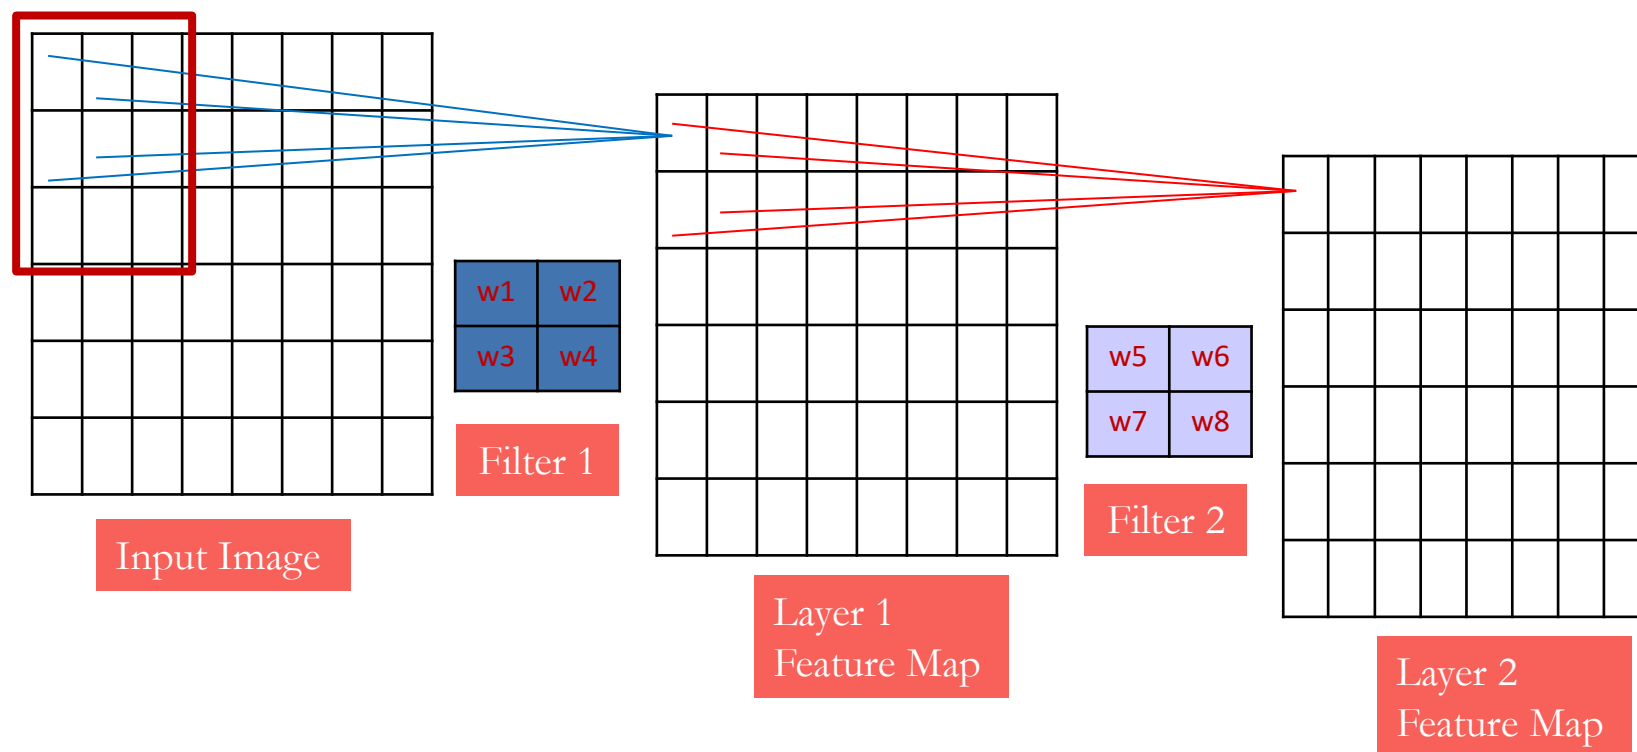 w1 w2
w3 w4
Filter 1
Input Image
w5 w6
w7 w8
Filter 2
Layer 1
Feature Map
Layer 2
Feature Map